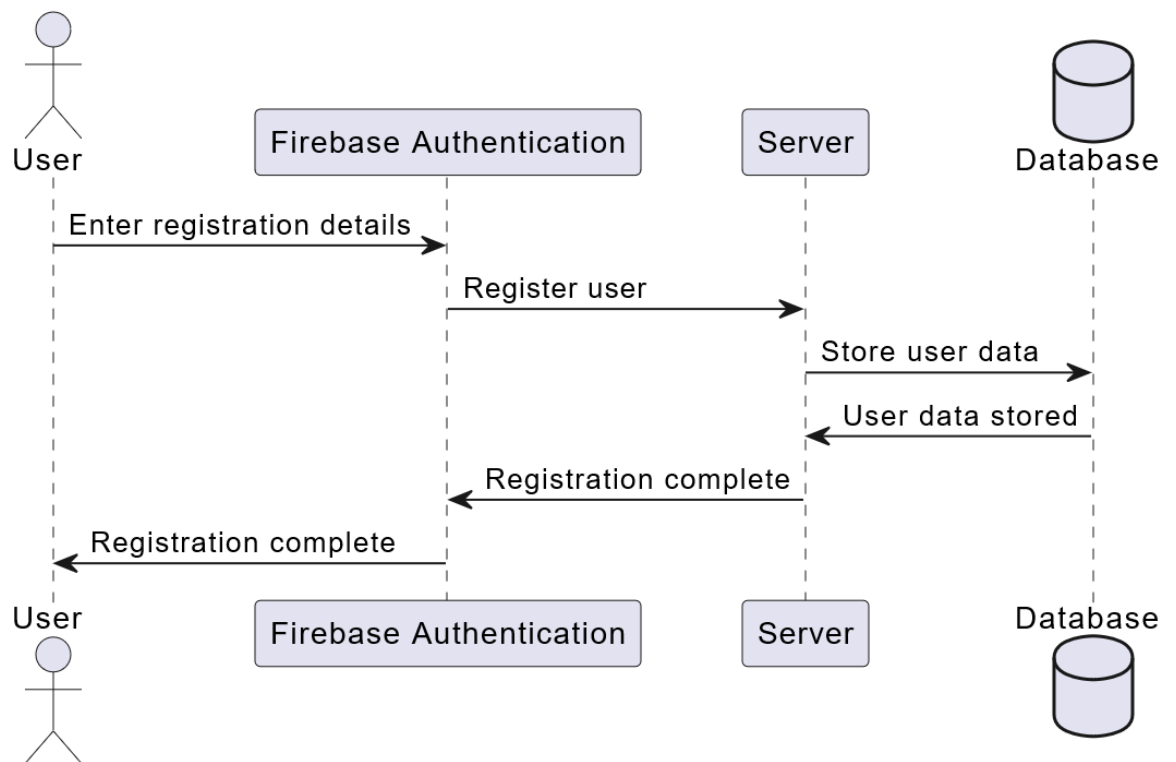 User
Firebase Authentication
Server
Database
Enter registration details
Register user
Store user data
User data stored
Registration complete
Registration complete
User
Firebase Authentication
Server
Database